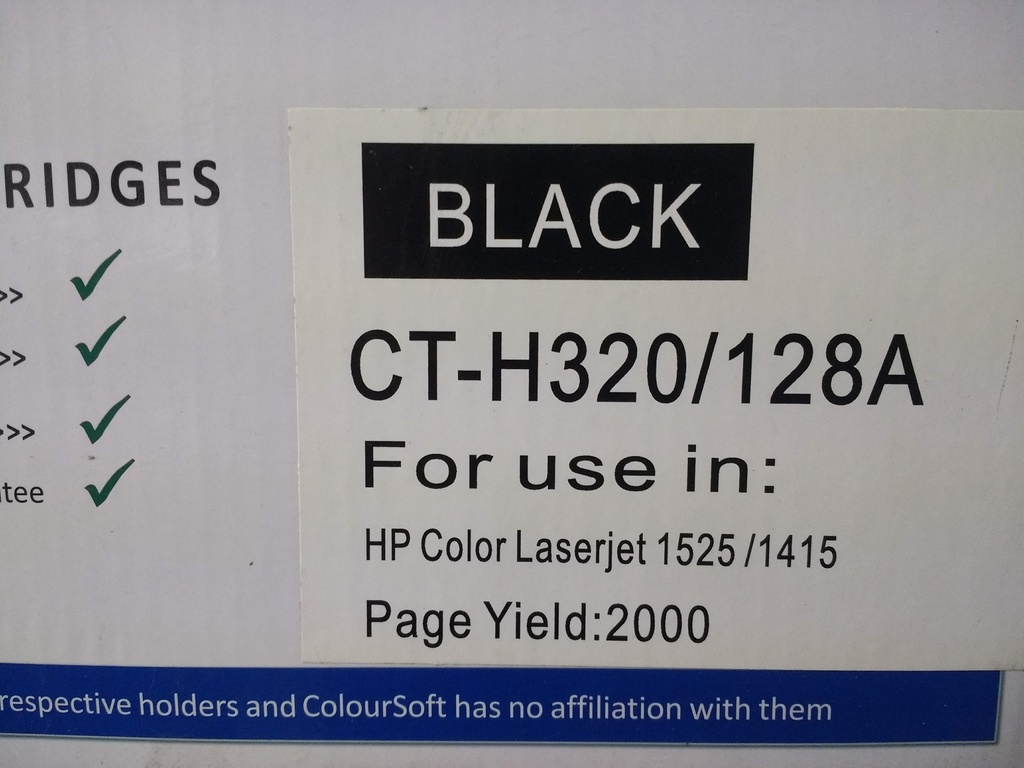 RIDGES
>>
>>
>>>
tee
BLACK
CT-H320/128A
For use in:
HP Color Laserjet 1525 /1415
Page Yield:2000
respective holders and ColourSoft has no affiliation with them